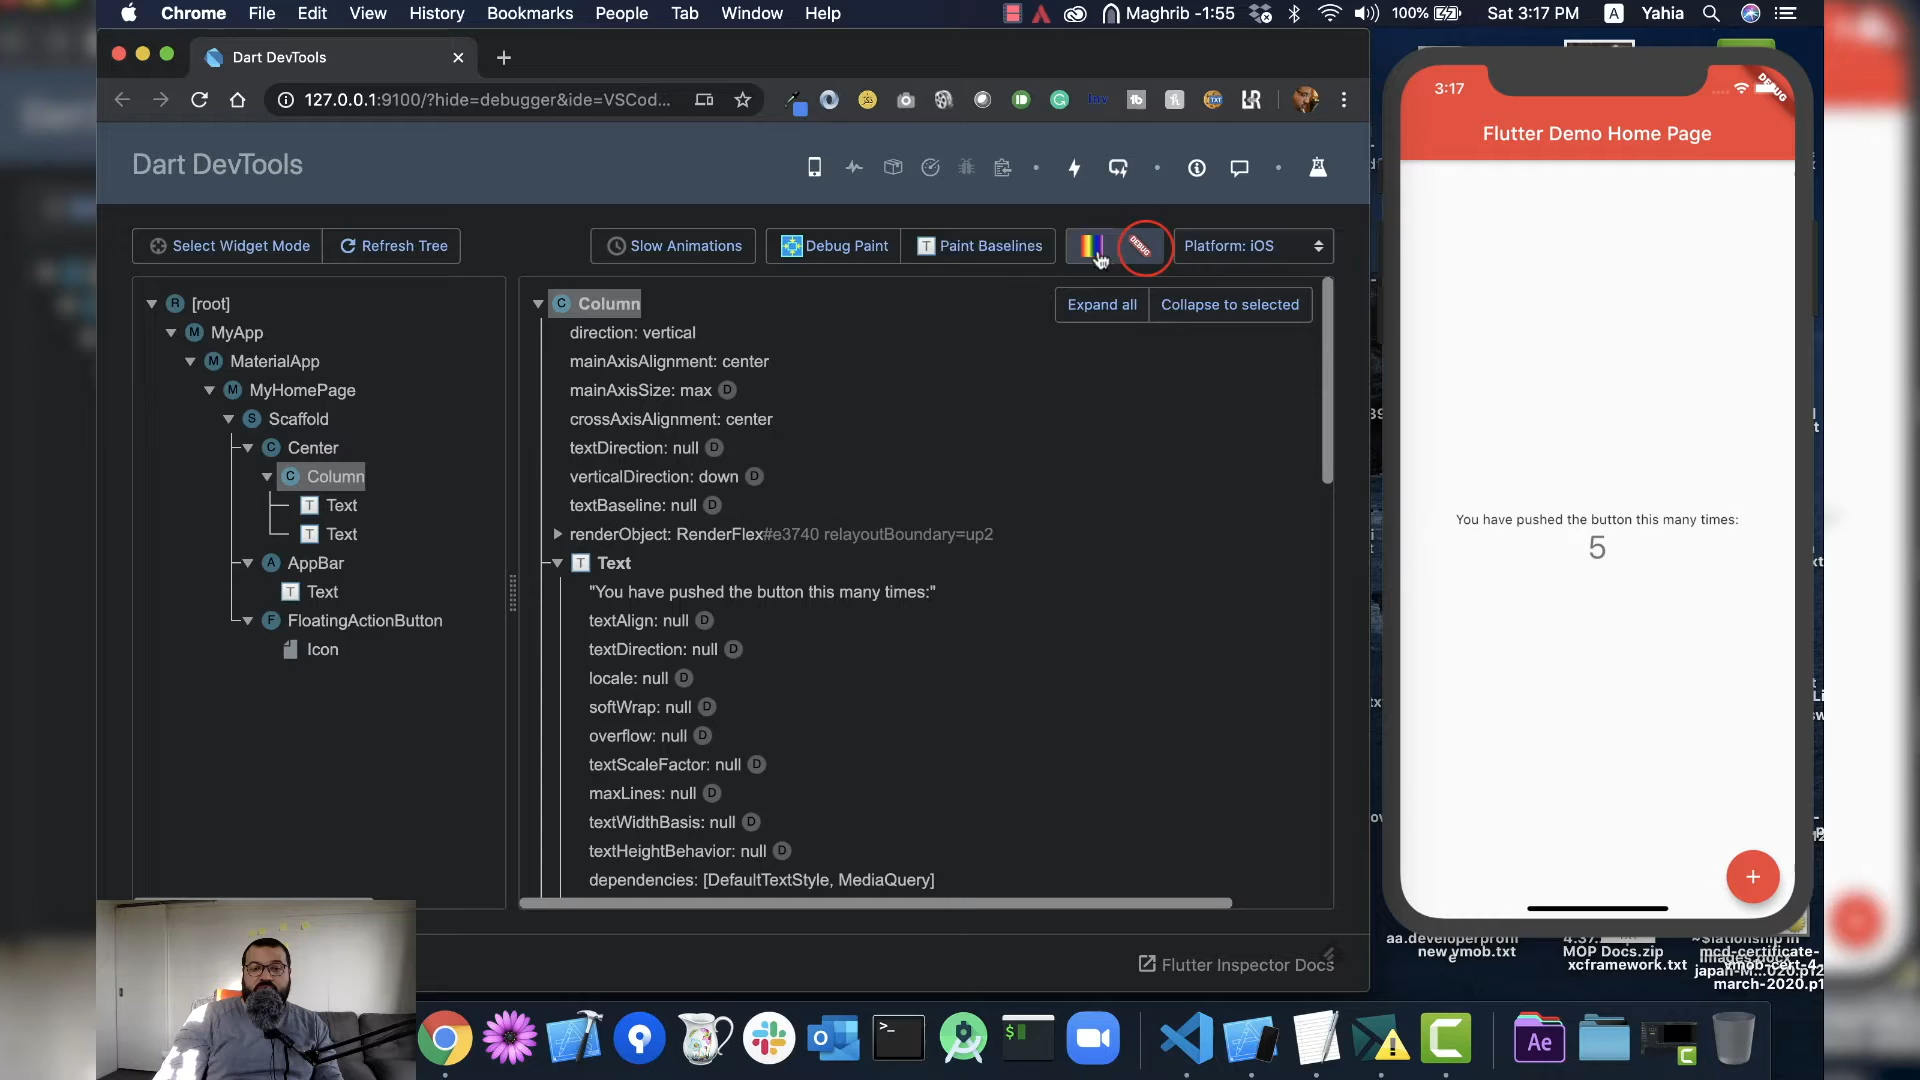 Chrome File Edit View History Bookmarks People Tab Window Help
Maghrib -1:55 100% Sat 3:17 PM A Yahia
Dart DevTools
127.0.0.1:9100/?hide=debugger&ide=VSCod...
Dart DevTools
Select Widget Mode
Refresh Tree
Slow Animations
Debug Paint
T Paint Baselines
DEBUG
Platform: iOS
R [root]
M MyApp
M MaterialApp
M MyHomePage
S Scaffold
C Center
C Column
T Text
T Text
A AppBar
T Text
F FloatingActionButton
Icon
C Column
Expand all
Collapse to selected
direction: vertical
mainAxisAlignment: center
mainAxisSize: max D
crossAxisAlignment: center
textDirection: null D
verticalDirection: down D
textBaseline: null D
renderObject: RenderFlex#e3740 relayoutBoundary=up2
T Text
"You have pushed the button this many times:"
textAlign: null D
textDirection: null D
locale: null D
softWrap: null D
overflow: null D
textScaleFactor: null D
maxLines: null D
textWidthBasis: null D
textHeightBehavior: null D
dependencies: [DefaultTextStyle, MediaQuery]
Flutter Inspector Docs
3:17
DEBUG
Flutter Demo Home Page
You have pushed the button this many times:
5
+
new ymob.txt
MOP Docs.zip
xcframework.txt
mcd-certificate-
march-2020.p1
Ae